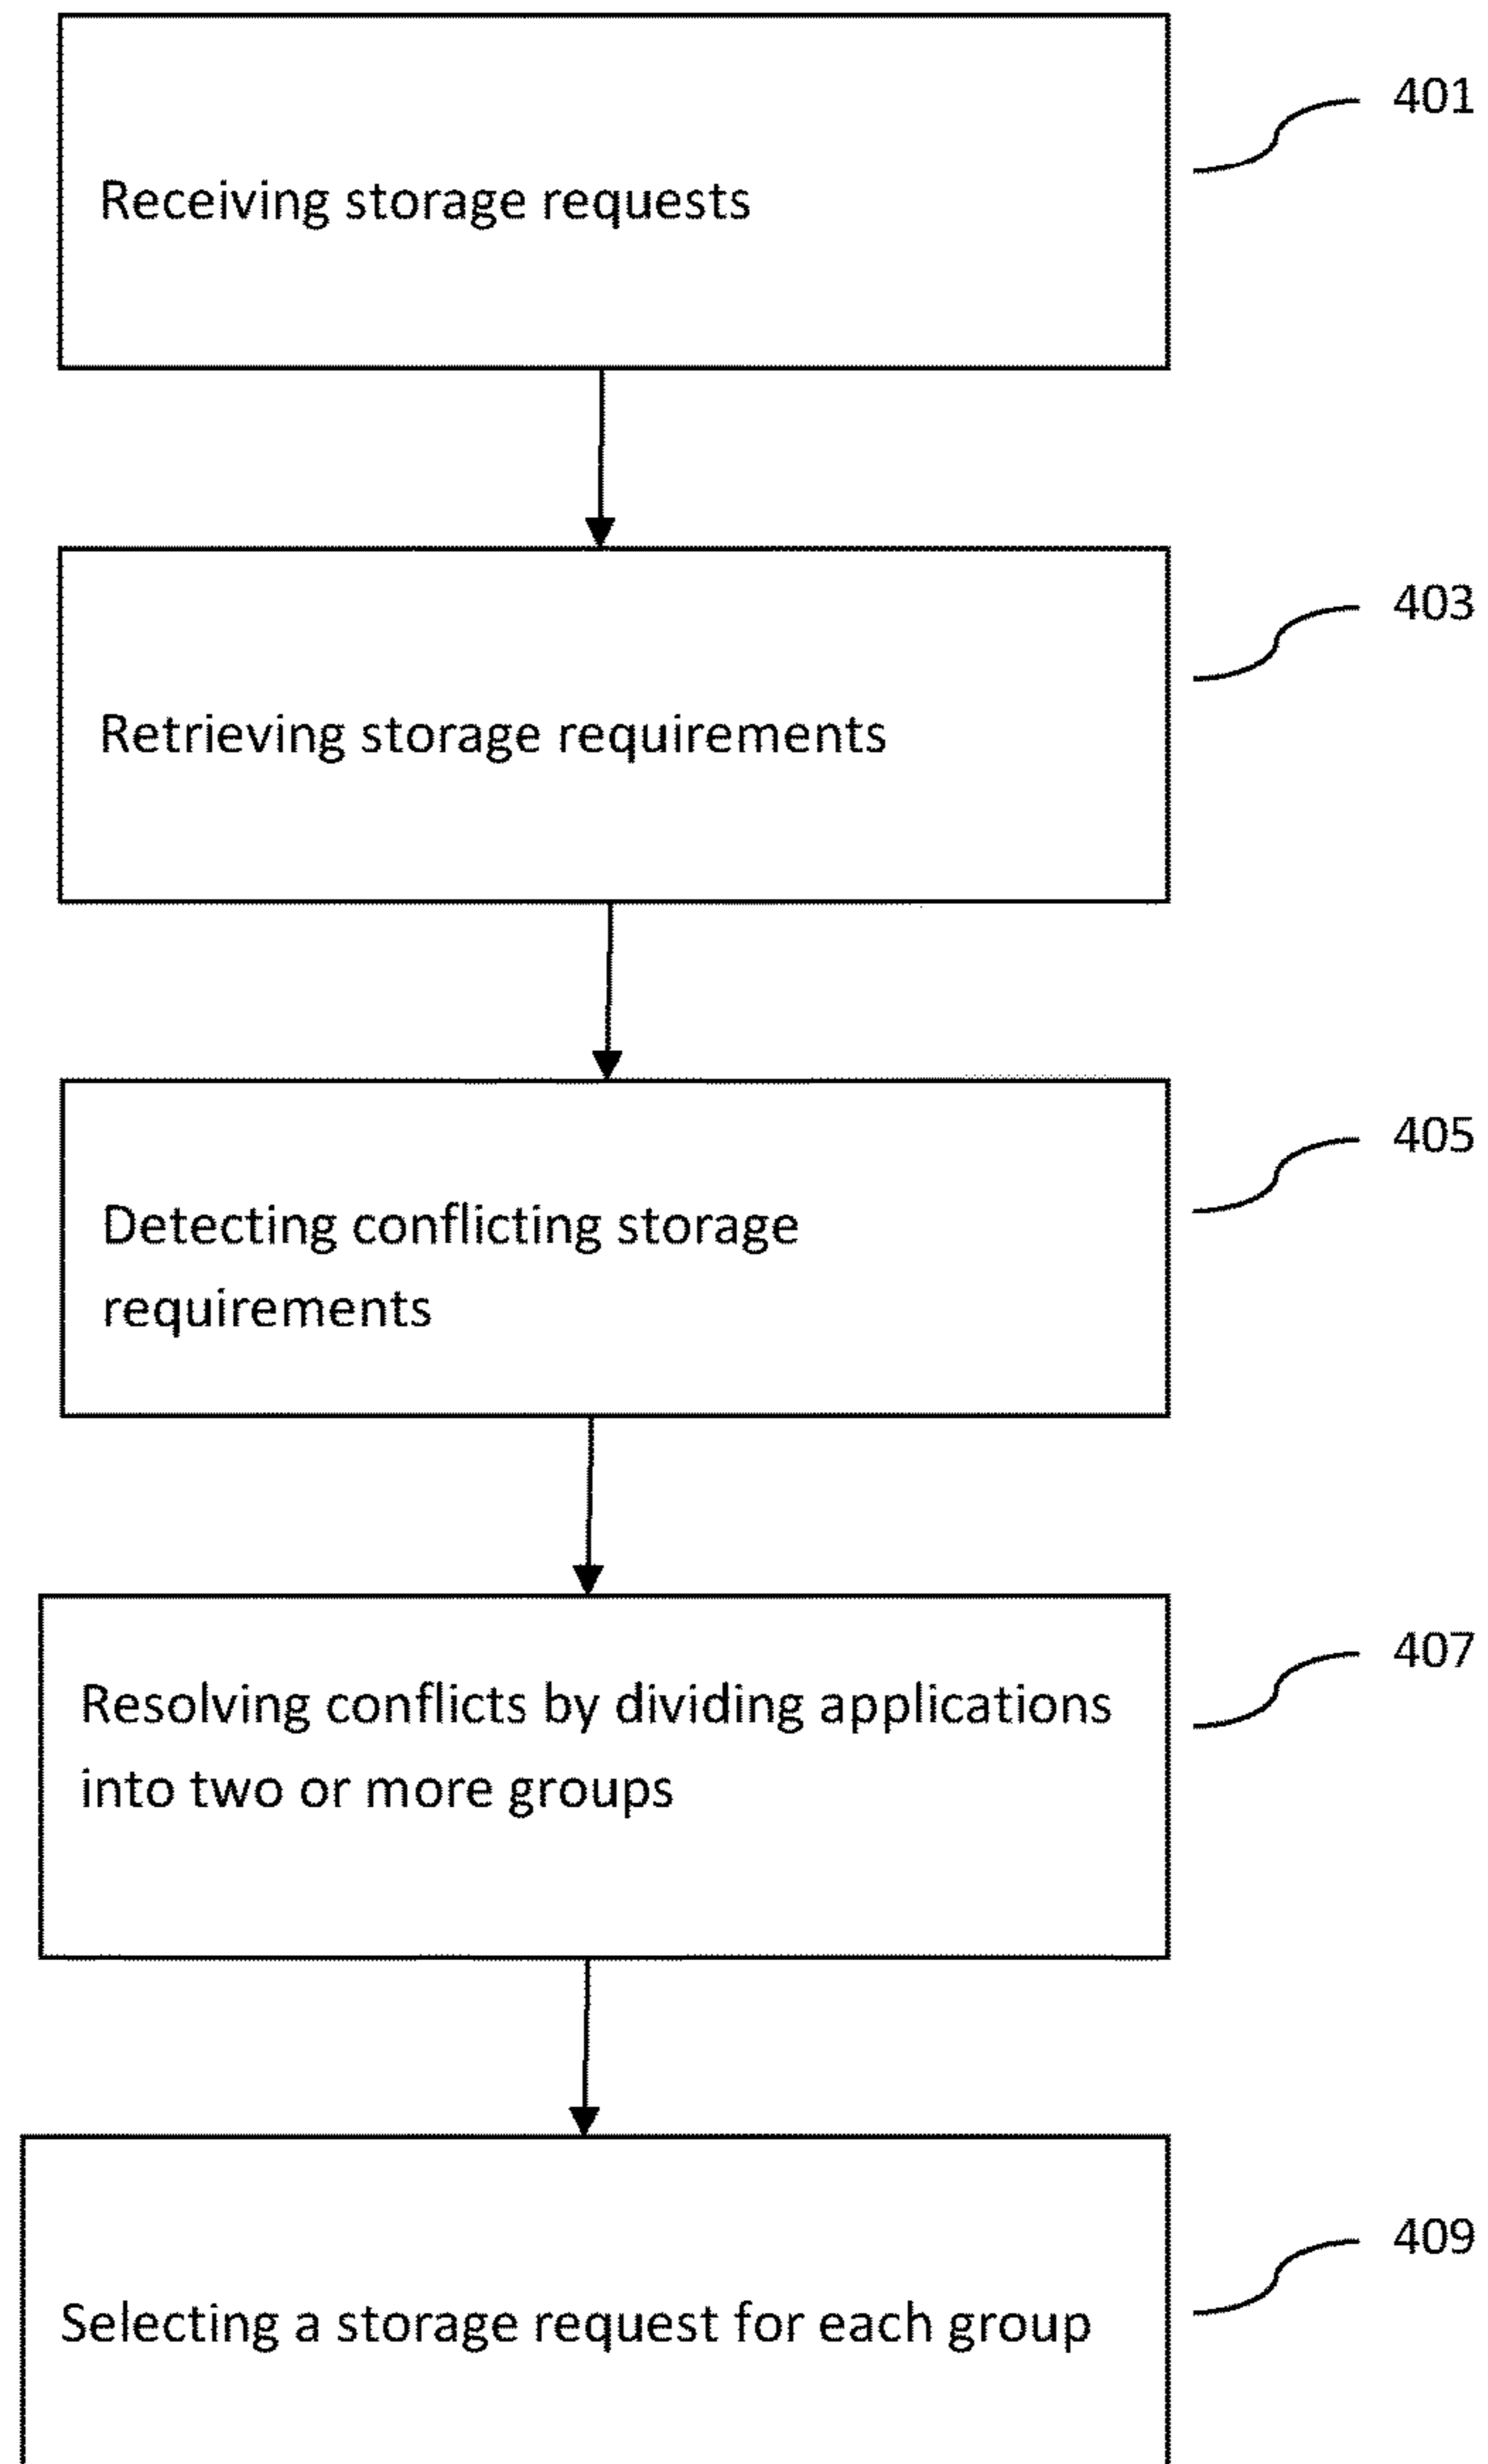 401
Receiving storage requests
403
Retrieving storage requirements
405
Detecting conflicting storage
requirements
407
Resolving conflicts by dividing applications
into two or more groups
409
Selecting a storage request for each group